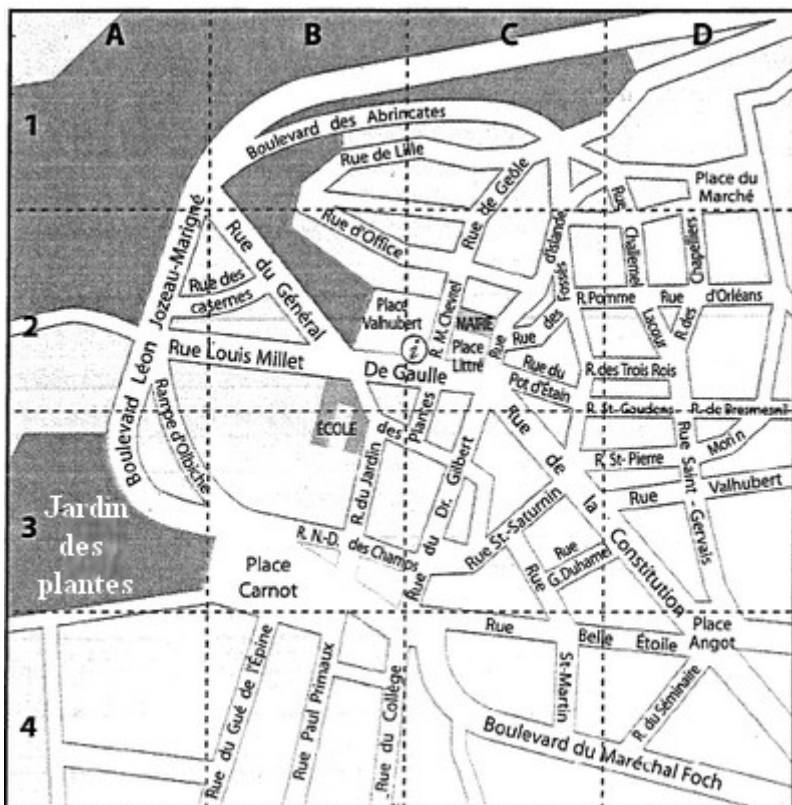 A B C D
1
Boulevard des Abrincates
Rue de Lille
Rue de Geôle
Place du
Marché
Boulevard Léon Jozeau-Marigné
Rue d'Office
Rue du Général
De Gaulle
Rue Challemel
Lacour
R. des Chapeliers
Rue des Fossés
d'Islande
Rue des
casernes
2
Place
Valhubert
R. M. Chevrel
MAIRIE
Place
Littré
Rue
R. Pomme
Rue d'Orléans
i
Rue Louis Millet
Rue du
Pot d'Étain
R. des Trois Rois
Rampe d'Olbiche
ÉCOLE
R. du Jardin
des
Plantes
R. St-Gaudens
R. de Bresmesnil
Rue de la Constitution
R. St-Pierre
Morin
Rue Valhubert
Rue Saint-Gervais
Rue du Dr. Gilbert
Rue St-Saturnin
3
Jardin
des
plantes
R. N.-D. des Champs
Rue
G. Duhamel
Rue
St-Martin
Place
Carnot
Rue Belle Étoile
Place
Angot
4
Rue du Gué de l'Épine
Rue Paul Primaux
Rue du Collège
R. du Séminaire
Boulevard du Maréchal Foch